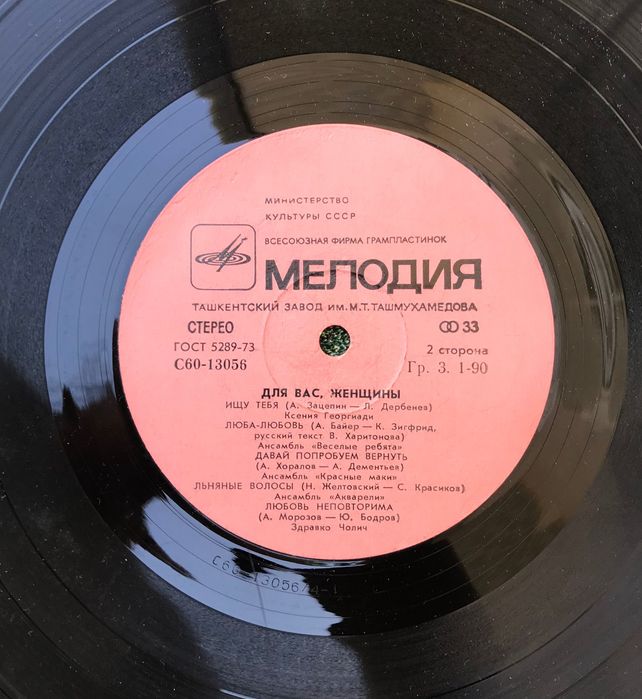 МИНИСТЕРСТВО
КУЛЬТУРЫ СССР
ВСЕСОЮЗНАЯ ФИРМА ГРАМПЛАСТИНОК
МЕЛОДИЯ
ТАШКЕНТСКИЙ ЗАВОД ИМ. М.Т. ТАШМУХАМЕДОВА
СТЕРЕО 33
ГОСТ 5289-73 2 сторона
С60-13056 Гр. 3. 1-90
ДЛЯ ВАС, ЖЕНЩИНЫ
ИЩУ ТЕБЯ (А. Зацепин — Л. Дербенев)
Ксения Георгиади
ЛЮБА-ЛЮБОВЬ (А. Байер — К. Зигфрид,
русский текст В. Харитонова)
Ансамбль «Веселые ребята»
ДАВАЙ ПОПРОБУЕМ ВЕРНУТЬ
(А. Хоралов — А. Дементьев)
Ансамбль «Красные маки»
ЛЬНЯНЫЕ ВОЛОСЫ (Н. Желтовский — С. Красиков)
Ансамбль «Акварели»
ЛЮБОВЬ НЕПОВТОРИМА
(А. Морозов — Ю. Бодров)
Здравко Чолич